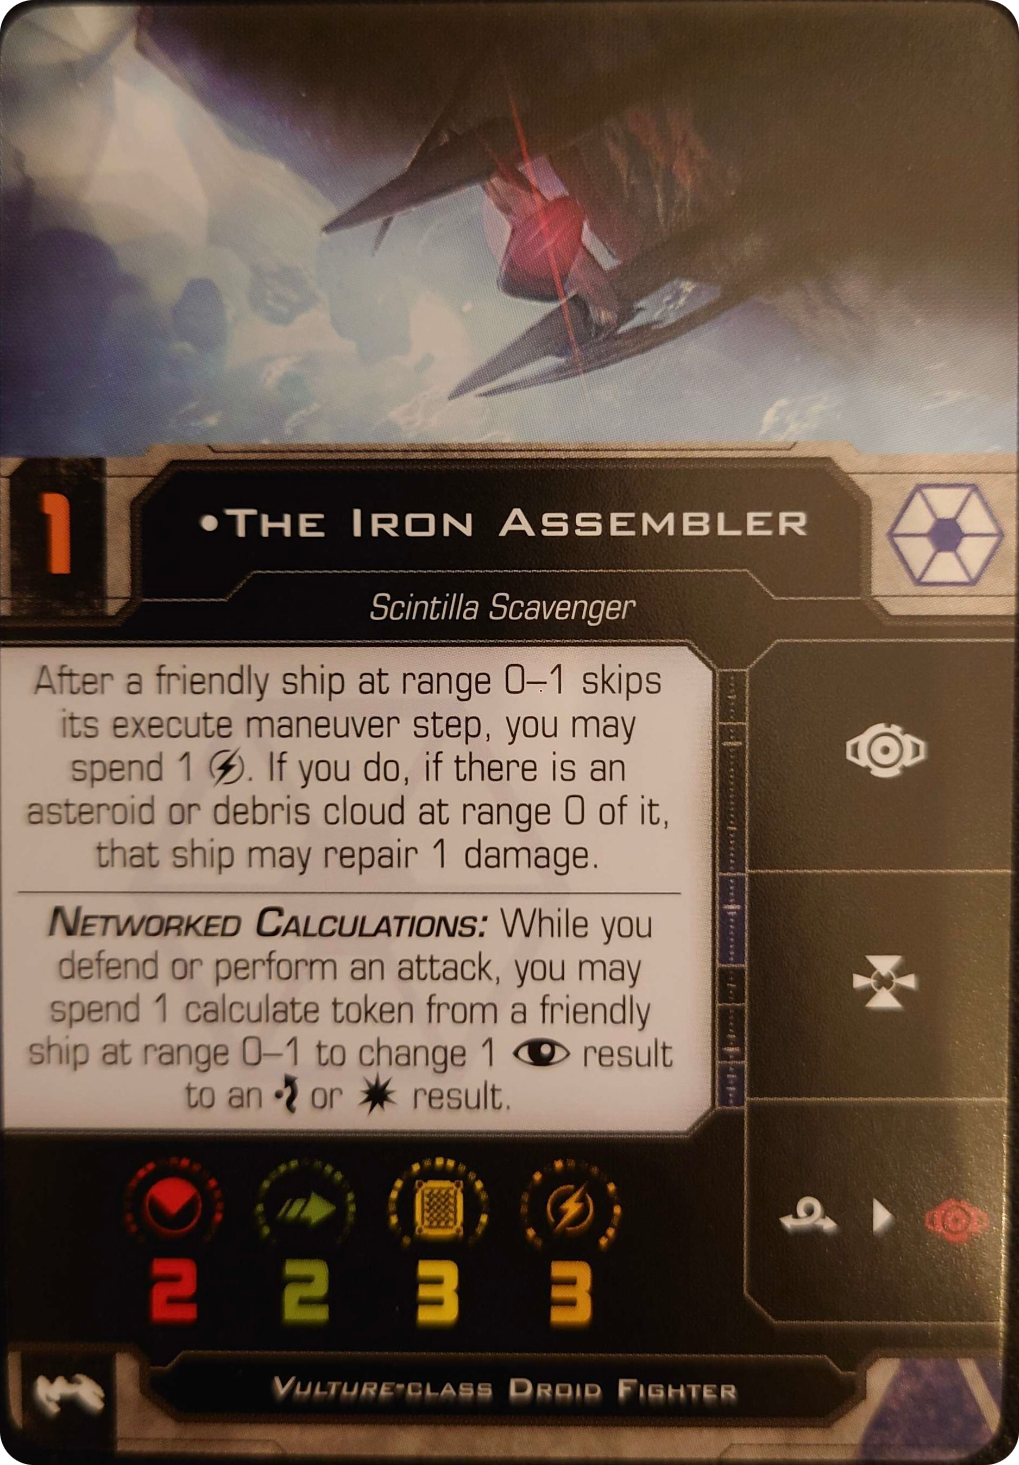 1
•The Iron Assembler
Scintilla Scavenger
After a friendly ship at range 0–1 skips
its execute maneuver step, you may
spend 1 . If you do, if there is an
asteroid or debris cloud at range 0 of it,
that ship may repair 1 damage.
Networked Calculations: While you
defend or perform an attack, you may
spend 1 calculate token from a friendly
ship at range 0–1 to change 1 result
to an or result.
2 2 3 3
Vulture-class Droid Fighter